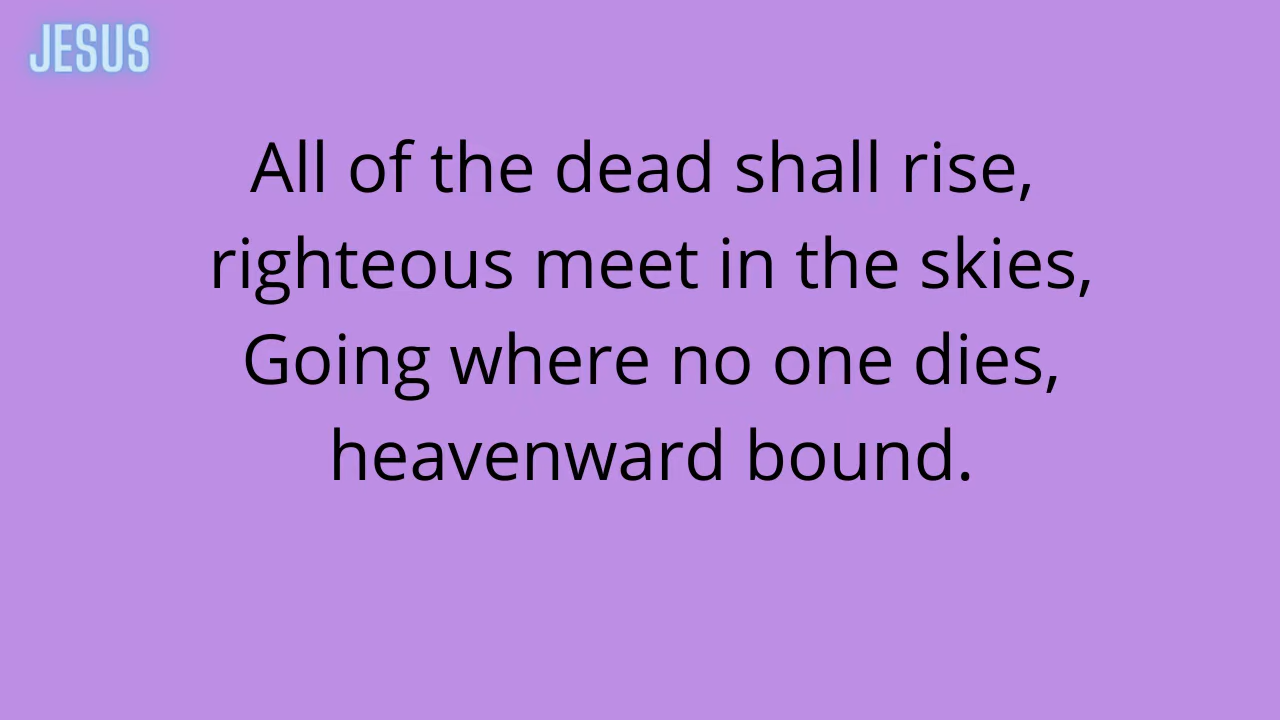 JESUS
All of the dead shall rise,
righteous meet in the skies,
Going where no one dies,
heavenward bound.